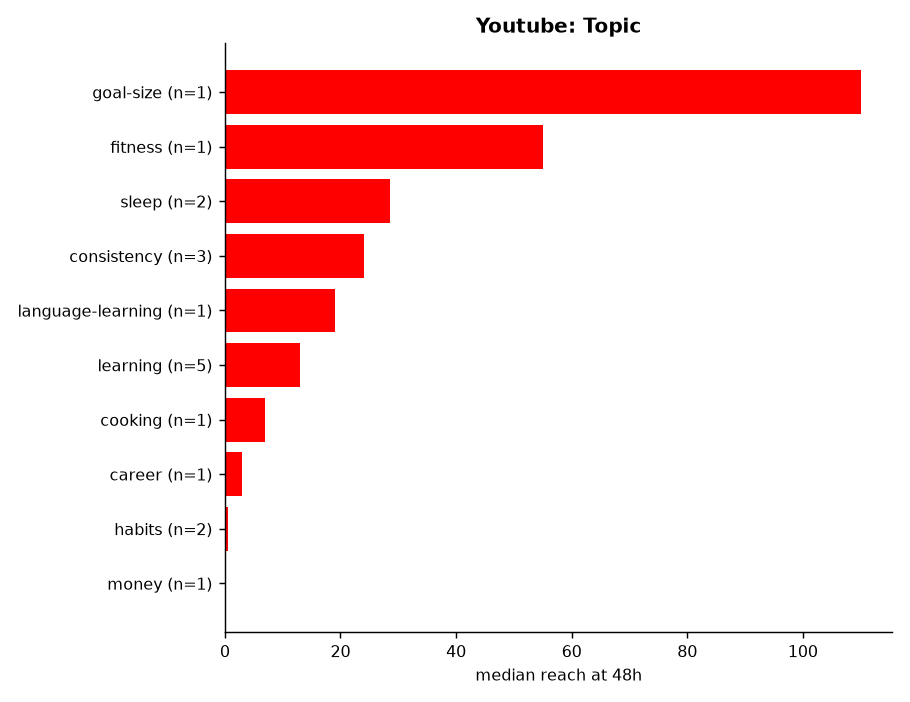 Youtube: Topic
goal-size (n=1)
fitness (n=1)
sleep (n=2)
consistency (n=3)
language-learning (n=1)
learning (n=5)
cooking (n=1)
career (n=1)
habits (n=2)
money (n=1)
0 20 40 60 80 100
median reach at 48h